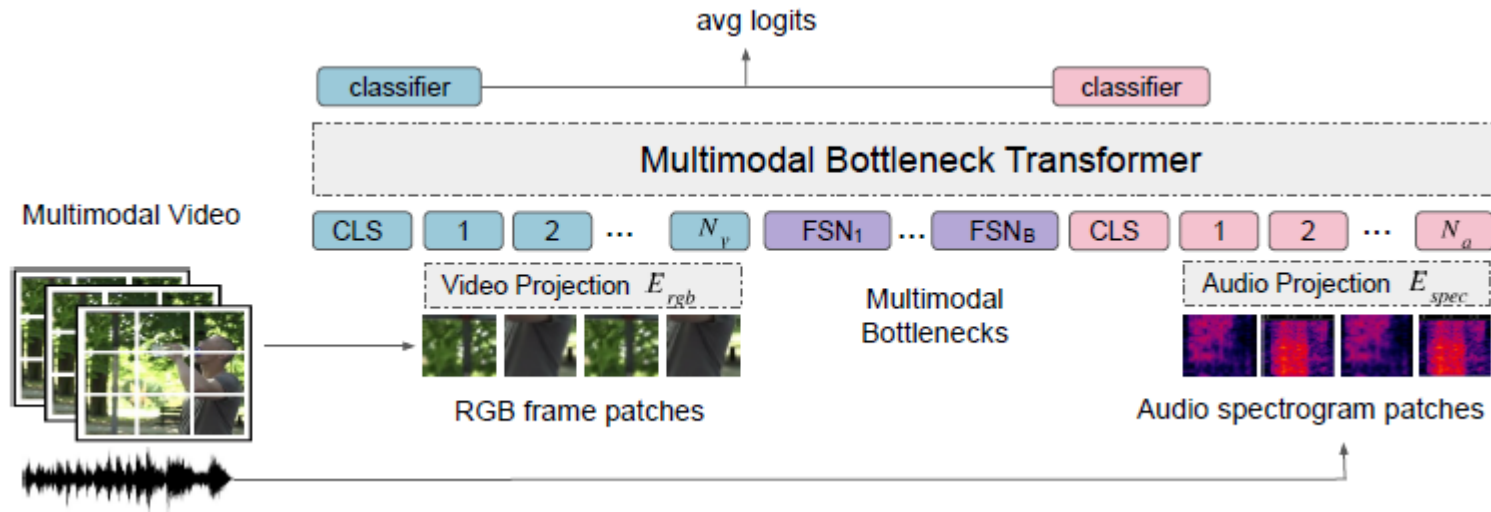 avg logits
classifier classifier
Multimodal Bottleneck Transformer
Multimodal Video
CLS 1 2 ... N_v FSN₁ ... FSN_B CLS 1 2 ... N_a
Video Projection E_rgb
Multimodal
Bottlenecks
Audio Projection E_spec
RGB frame patches
Audio spectrogram patches